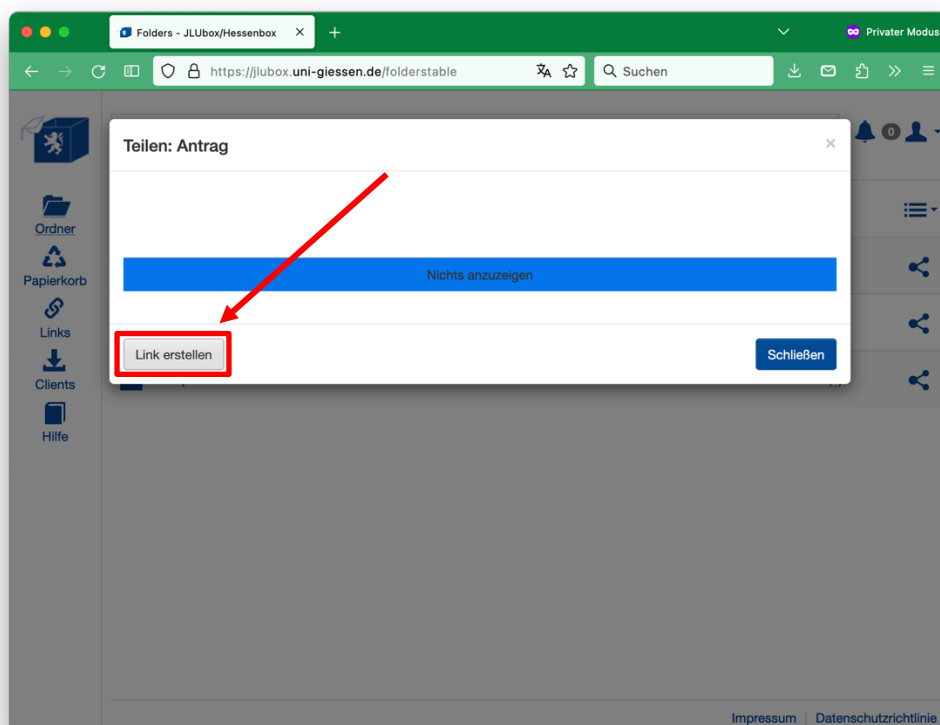 Folders - JLUbox/Hessenbox
Privater Modus
https://jlubox.uni-giessen.de/folderstable
Suchen
Teilen: Antrag
0
Ordner
Papierkorb
Links
Clients
Hilfe
Nichts anzuzeigen
Link erstellen
Schließen
Impressum
Datenschutzrichtlinie